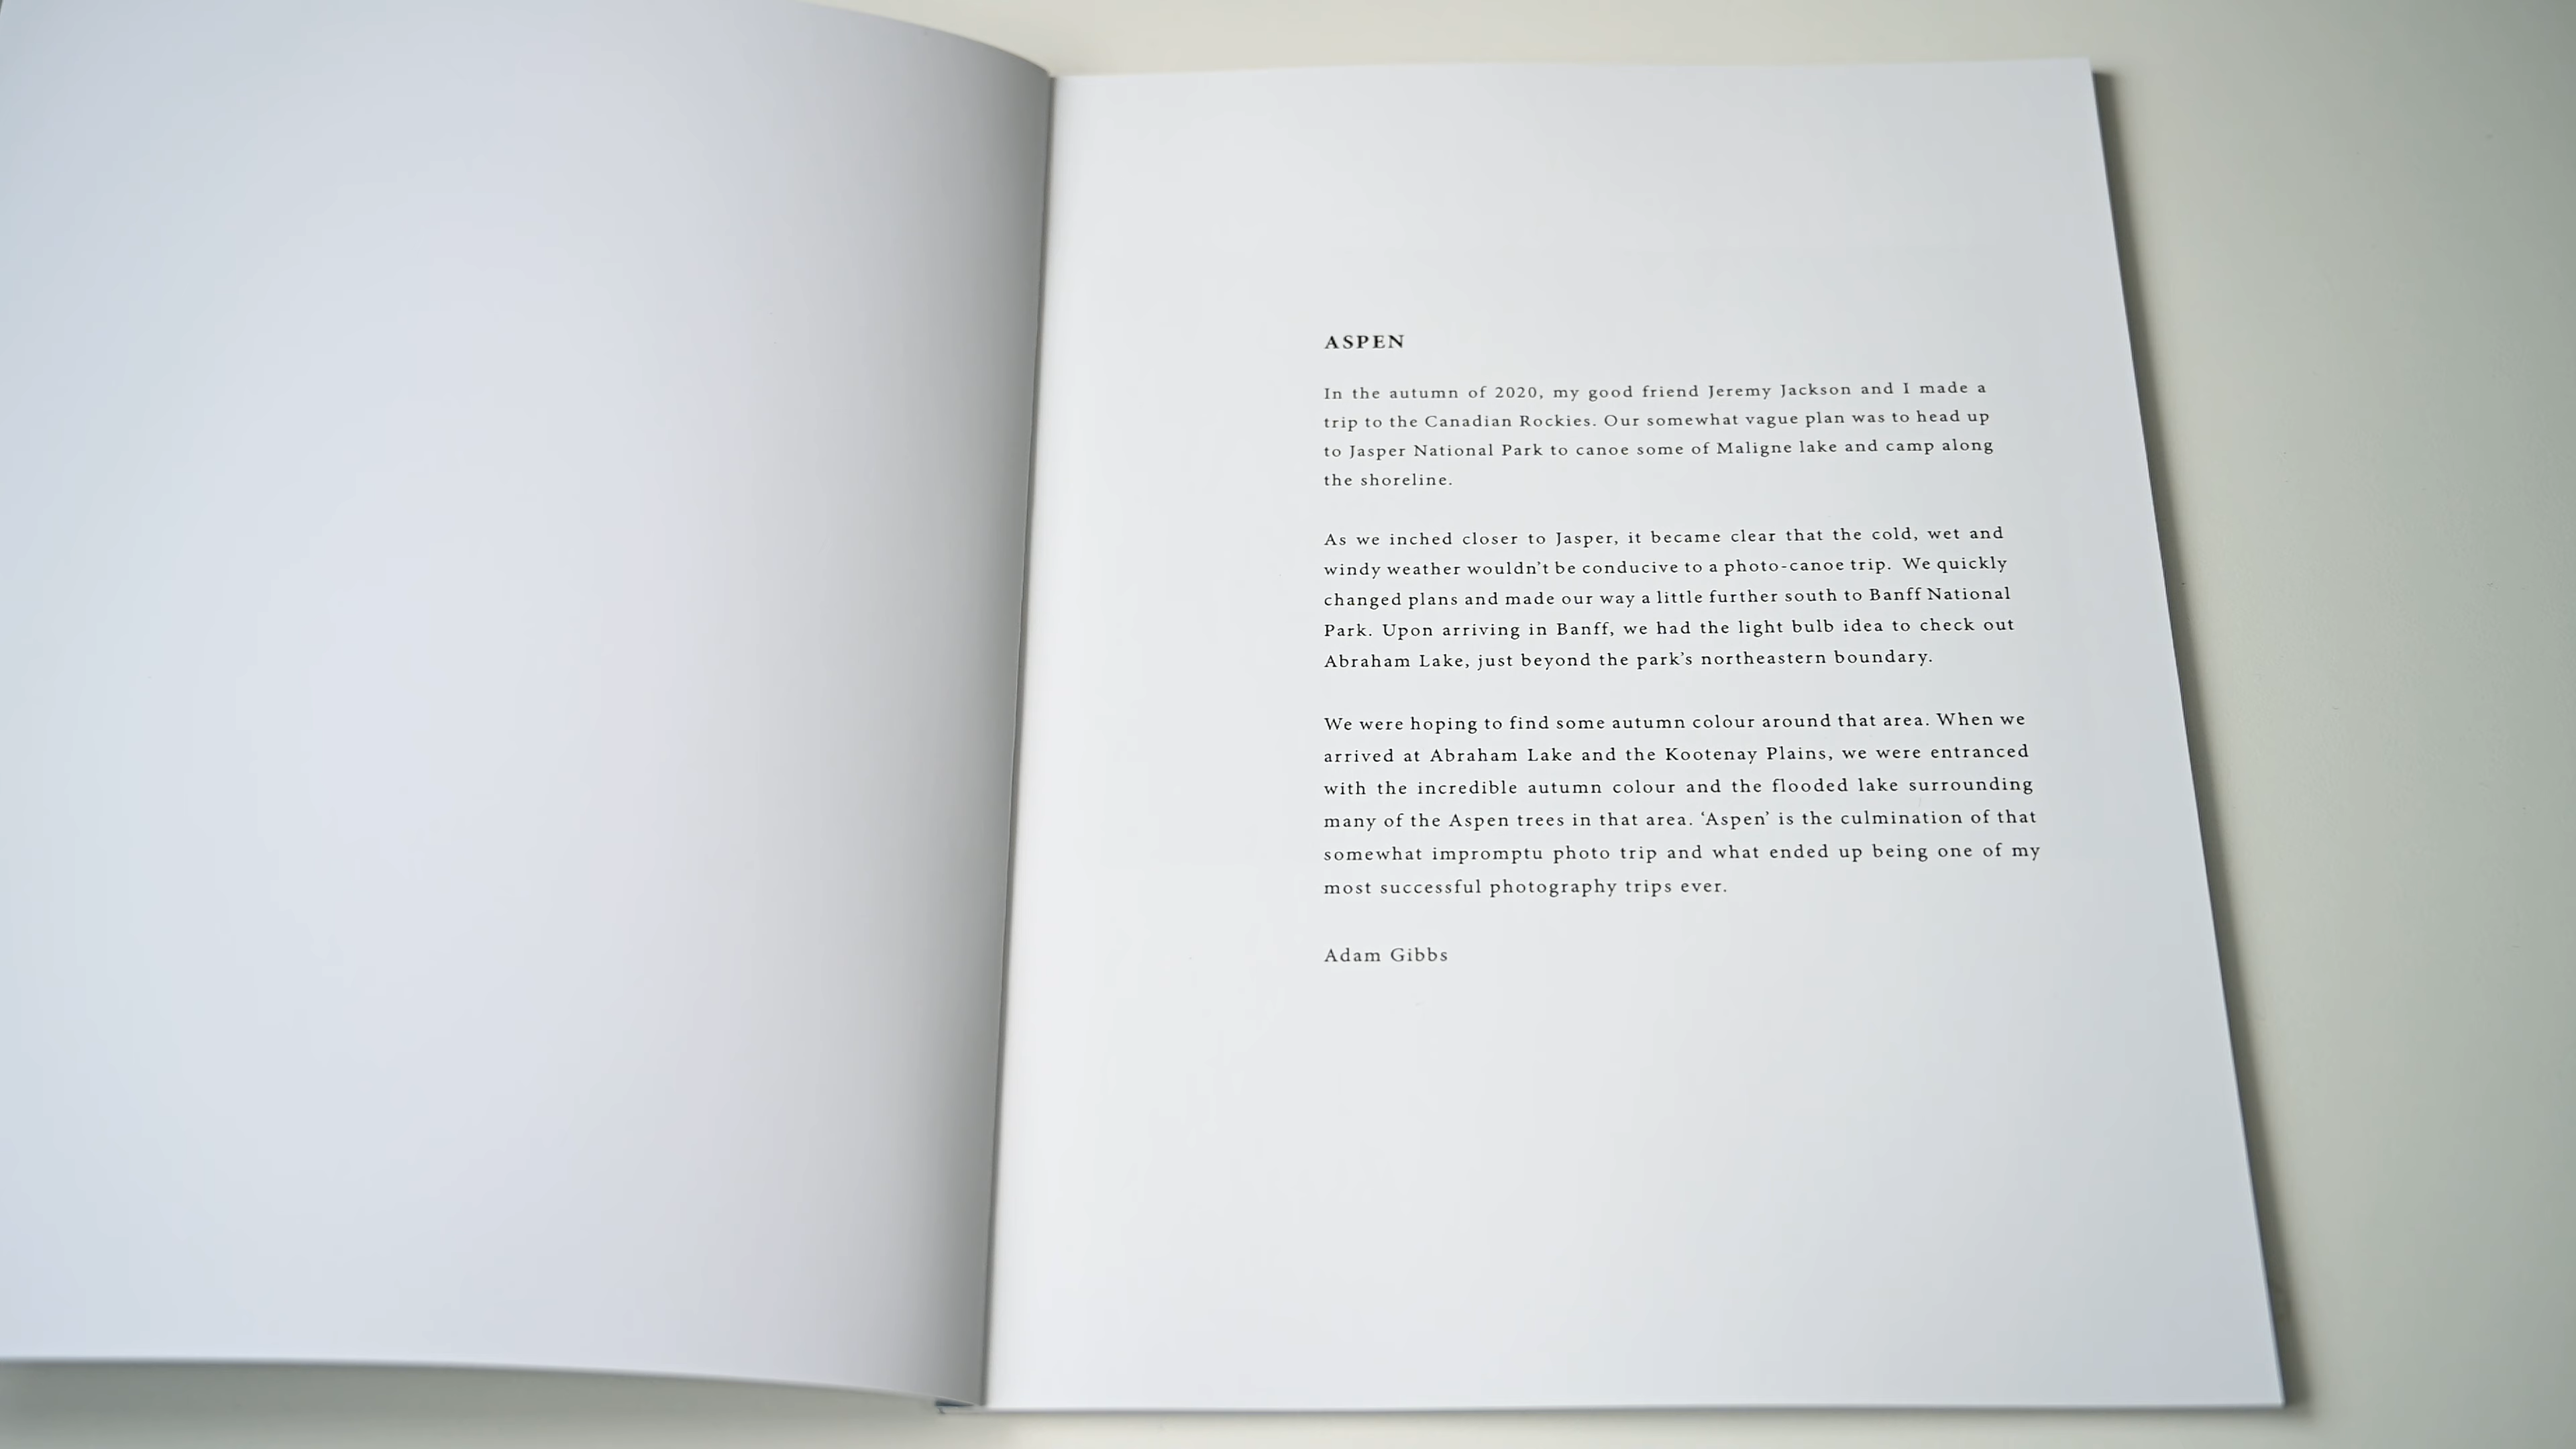 ASPEN
In the autumn of 2020, my good friend Jeremy Jackson and I made a
trip to the Canadian Rockies. Our somewhat vague plan was to head up
to Jasper National Park to canoe some of Maligne lake and camp along
the shoreline.
As we inched closer to Jasper, it became clear that the cold, wet and
windy weather wouldn’t be conducive to a photo-canoe trip. We quickly
changed plans and made our way a little further south to Banff National
Park. Upon arriving in Banff, we had the light bulb idea to check out
Abraham Lake, just beyond the park’s northeastern boundary.
We were hoping to find some autumn colour around that area. When we
arrived at Abraham Lake and the Kootenay Plains, we were entranced
with the incredible autumn colour and the flooded lake surrounding
many of the Aspen trees in that area. ‘Aspen’ is the culmination of that
somewhat impromptu photo trip and what ended up being one of my
most successful photography trips ever.
Adam Gibbs